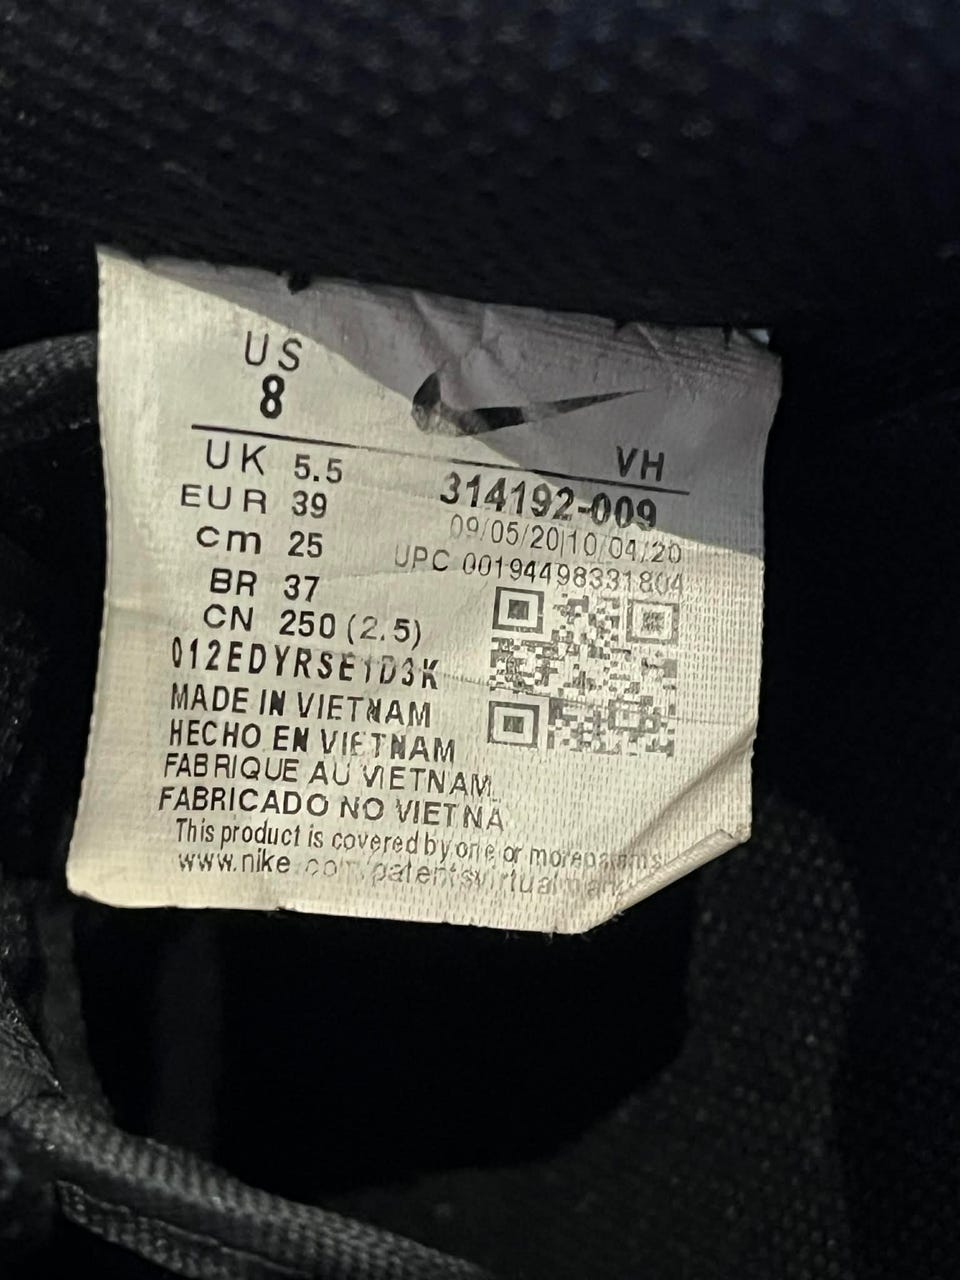 US
8
UK 5.5
EUR 39
cm 25
BR 37
CN 250 (2.5)
VH
314192-009
09/05/20|10/04/20
UPC 00194498331804
012EDYRSE1D3K
MADE IN VIETNAM
HECHO EN VIETNAM
FABRIQUE AU VIETNAM
FABRICADO NO VIETNA
This product is covered by one or more
www.nike.com/patents